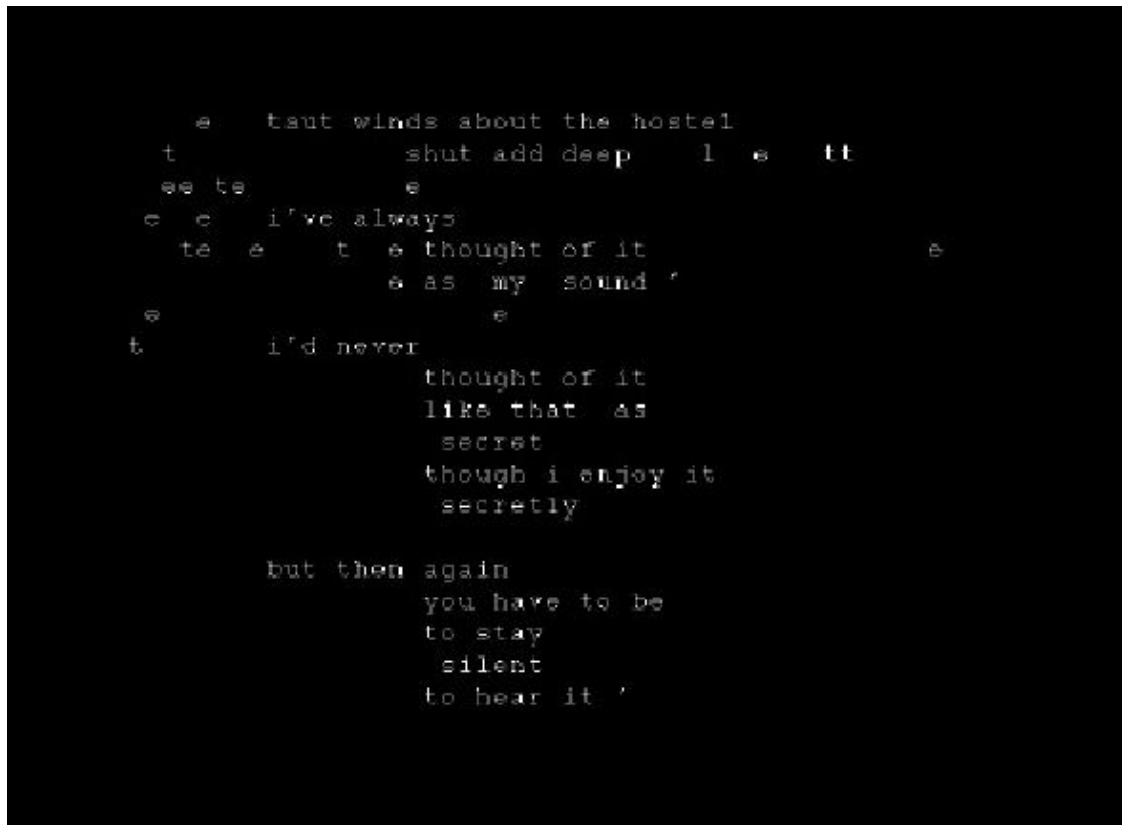 e taut winds about the hostel
t shut add deep l e tt
ee te e
e e i've always
te e t e thought of it e
e as my sound '
e e
t i'd never
thought of it
like that as
secret
though i enjoy it
secretly
but then again
you have to be
to stay
silent
to hear it '